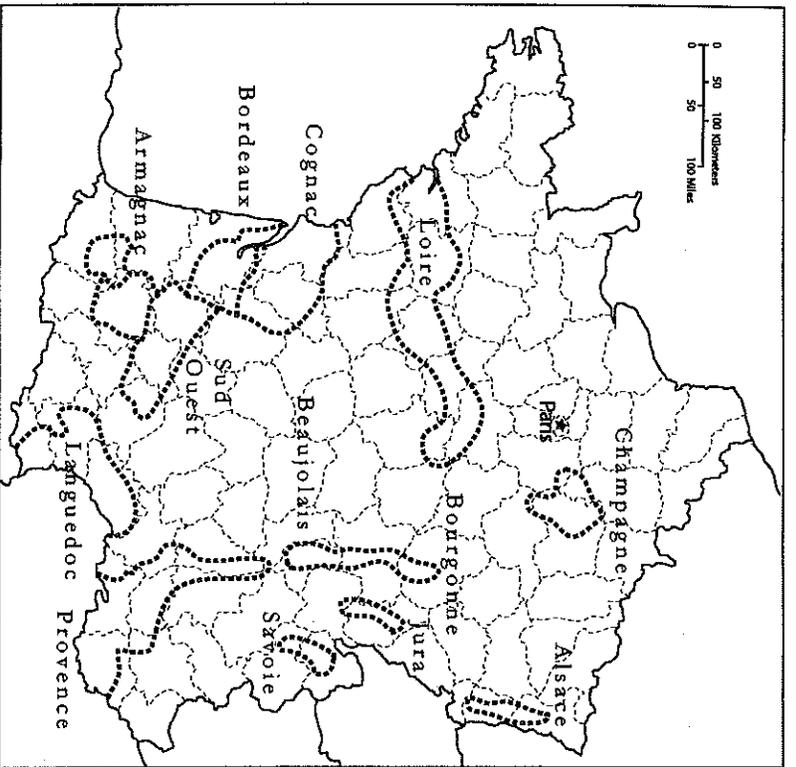 0 50 100 Kilometers
0 50 100 Miles
Champagne
Paris
Alsace
Loire
Bourgonne
Jura
Cognac
Beaujolais
Savoie
Bordeaux
Sud
Ouest
Armagnac
Languedoc
Provence